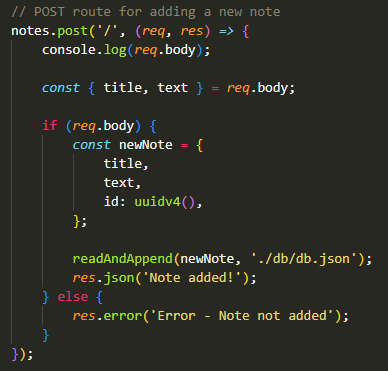 // POST route for adding a new note
notes.post('/', (req, res) => {
    console.log(req.body);

    const { title, text } = req.body;

    if (req.body) {
        const newNote = {
            title,
            text,
            id: uuidv4(),
        };

        readAndAppend(newNote, './db/db.json');
        res.json('Note added!');
    } else {
        res.error('Error - Note not added');
    }
});